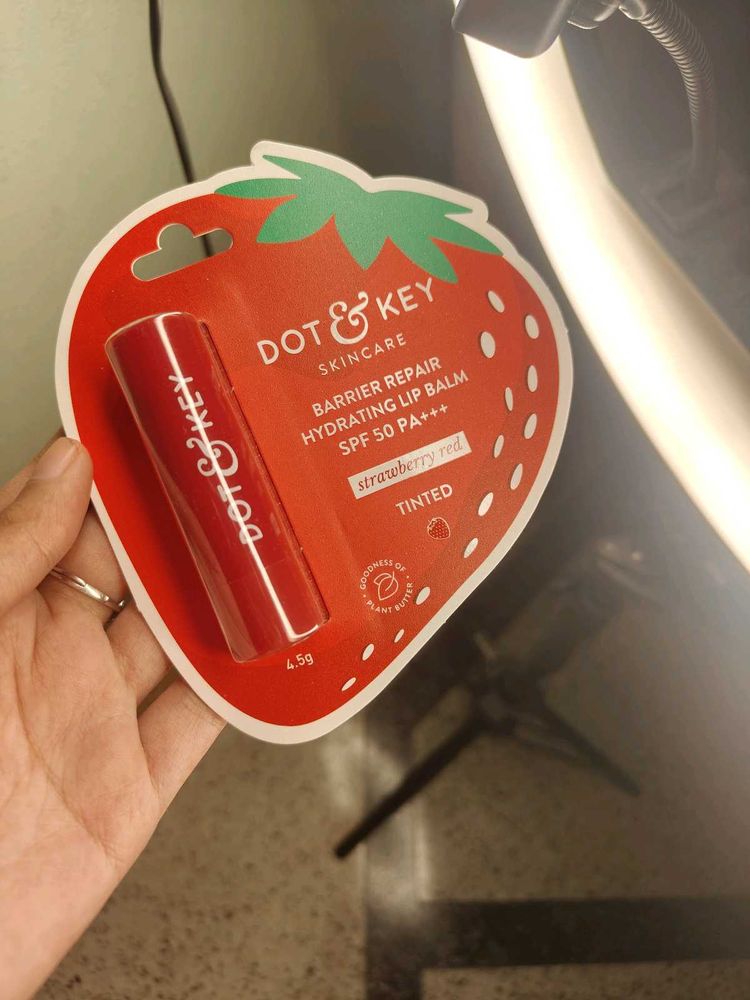 DOT & KEY
SKINCARE
BARRIER REPAIR
HYDRATING LIP BALM
SPF 50 PA+++
strawberry red
TINTED
GOODNESS OF
PLANT BUTTER
DOT & KEY
4.5g